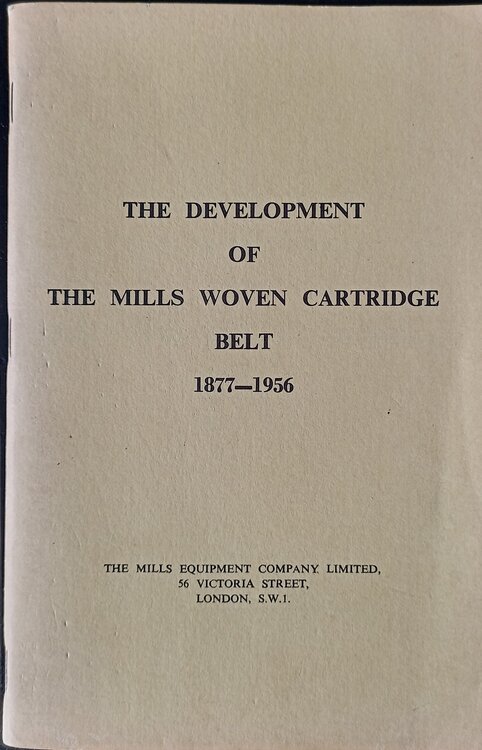 THE DEVELOPMENT
OF
THE MILLS WOVEN CARTRIDGE
BELT
1877—1956
THE MILLS EQUIPMENT COMPANY LIMITED,
56 VICTORIA STREET,
LONDON, S.W.1.